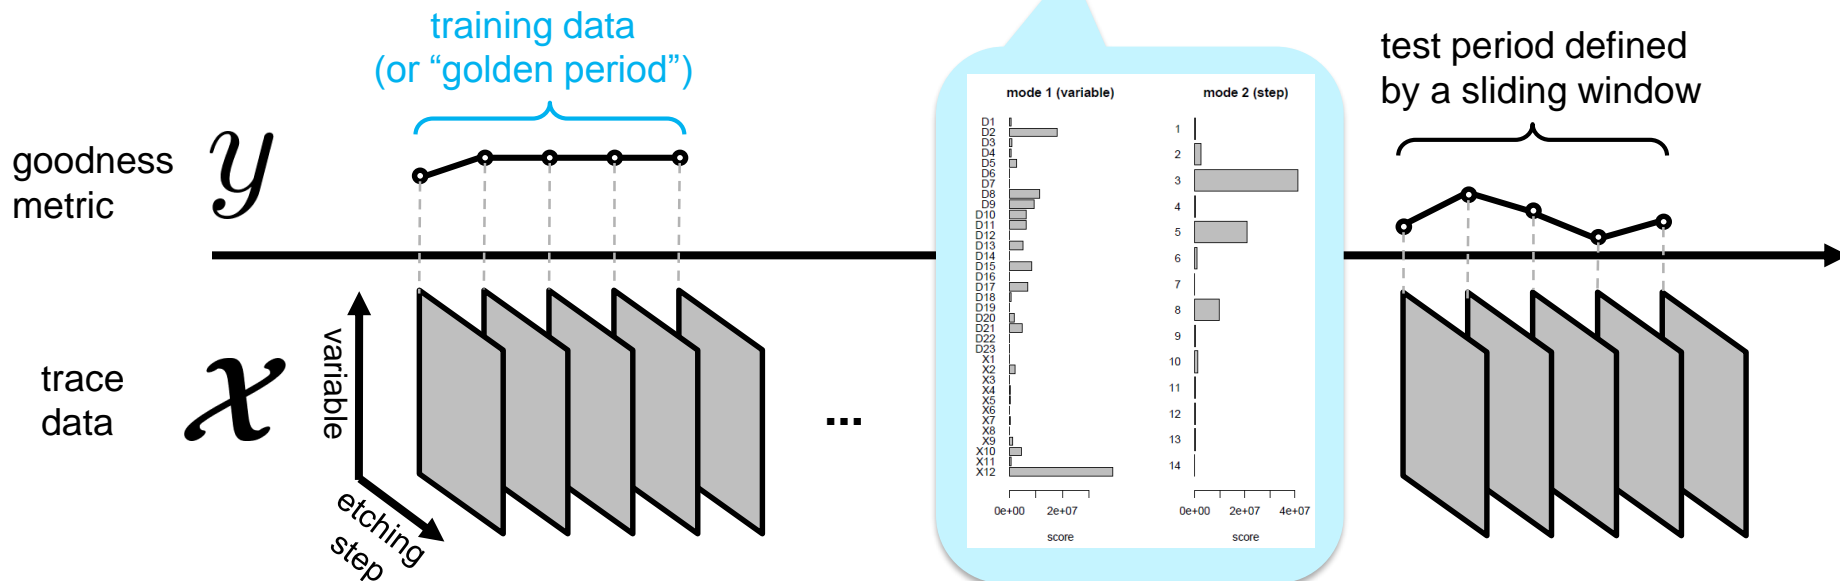 training data
(or “golden period”)
test period defined
by a sliding window
goodness
metric
y
trace
data
x
variable
etching
step
...
mode 1 (variable)
D1
D2
D3
D4
D5
D6
D7
D8
D9
D10
D11
D12
D13
D14
D15
D16
D17
D18
D19
D20
D21
D22
D23
X1
X2
X3
X4
X5
X6
X7
X8
X9
X10
X11
X12
0e+00 2e+07
score
mode 2 (step)
1
2
3
4
5
6
7
8
9
10
11
12
13
14
0e+00 2e+07 4e+07
score